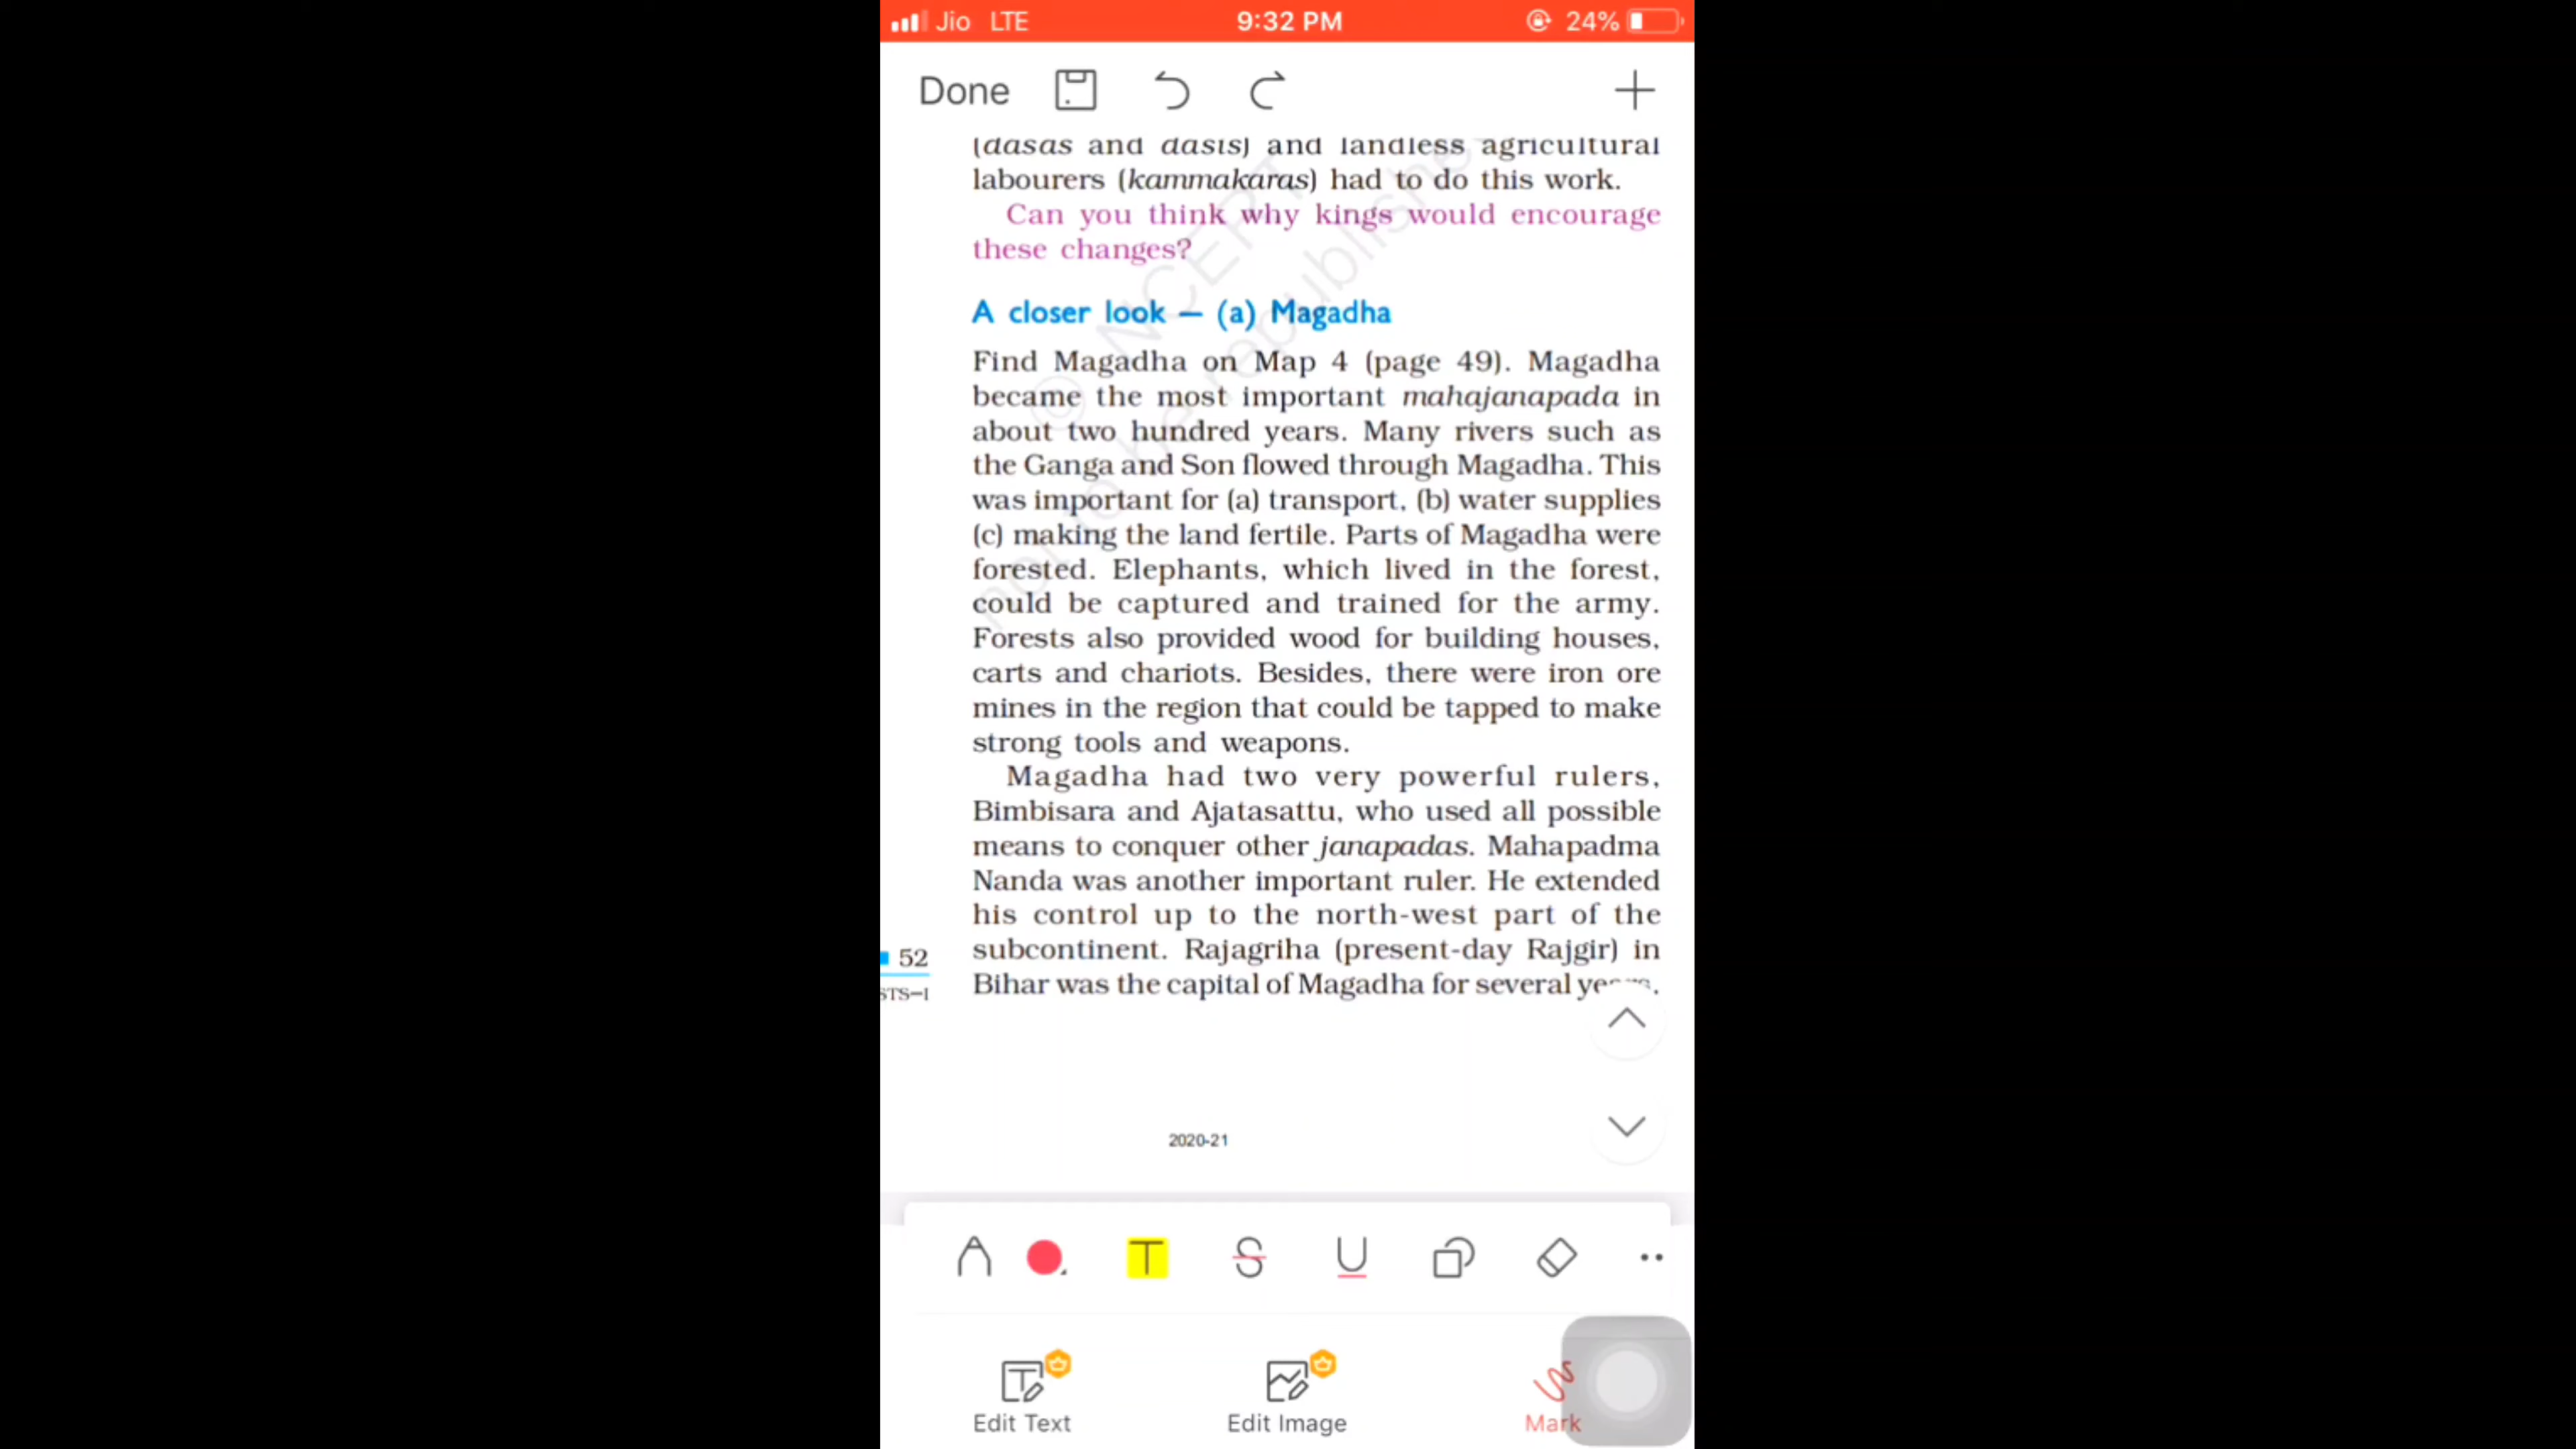 Jio LTE 9:32 PM 24%
Done
(dasas and dasis) and landless agricultural
labourers (kammakaras) had to do this work.
Can you think why kings would encourage
these changes?
A closer look — (a) Magadha
Find Magadha on Map 4 (page 49). Magadha
became the most important mahajanapada in
about two hundred years. Many rivers such as
the Ganga and Son flowed through Magadha. This
was important for (a) transport, (b) water supplies
(c) making the land fertile. Parts of Magadha were
forested. Elephants, which lived in the forest,
could be captured and trained for the army.
Forests also provided wood for building houses,
carts and chariots. Besides, there were iron ore
mines in the region that could be tapped to make
strong tools and weapons.
Magadha had two very powerful rulers,
Bimbisara and Ajatasattu, who used all possible
means to conquer other janapadas. Mahapadma
Nanda was another important ruler. He extended
his control up to the north-west part of the
subcontinent. Rajagriha (present-day Rajgir) in
Bihar was the capital of Magadha for several years.
52
STS—I
© NCERT
not to be republished
2020-21
T S U
Edit Text
Edit Image
Mark